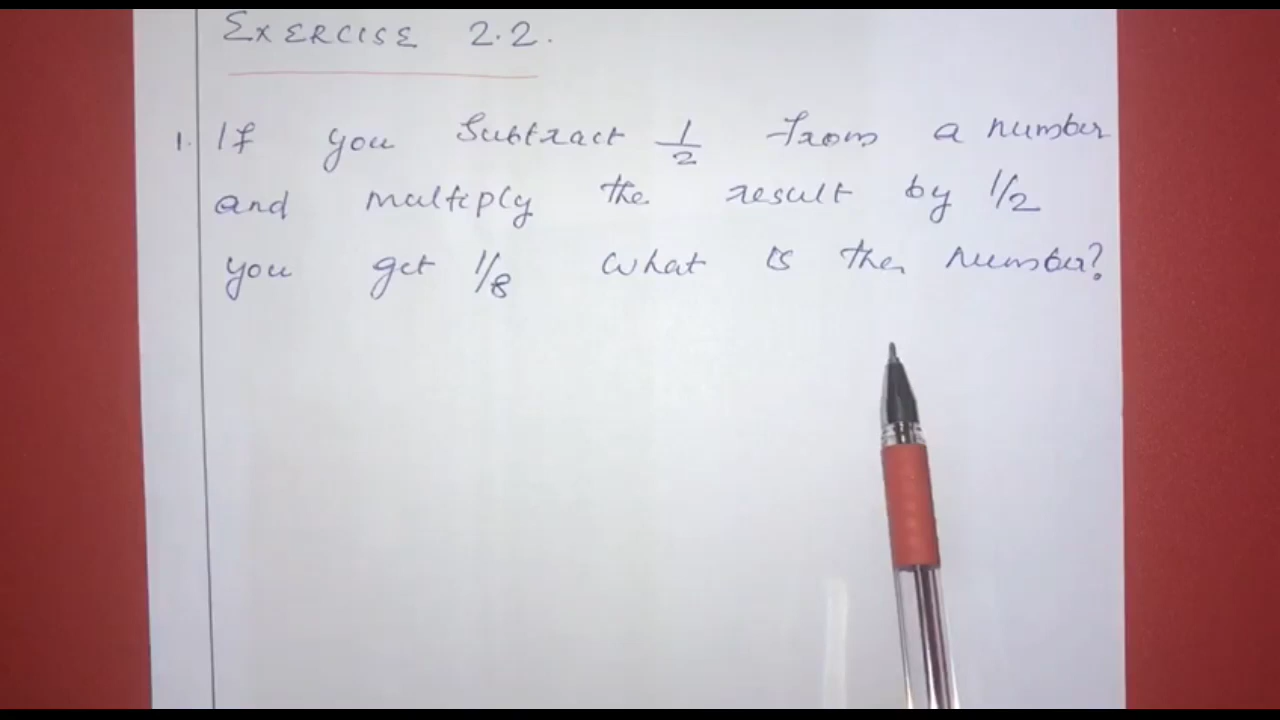 EXERCISE 2.2.
1. If you Subtract 1/2 from a number
and multiply the result by 1/2
you get 1/8 what is the number?